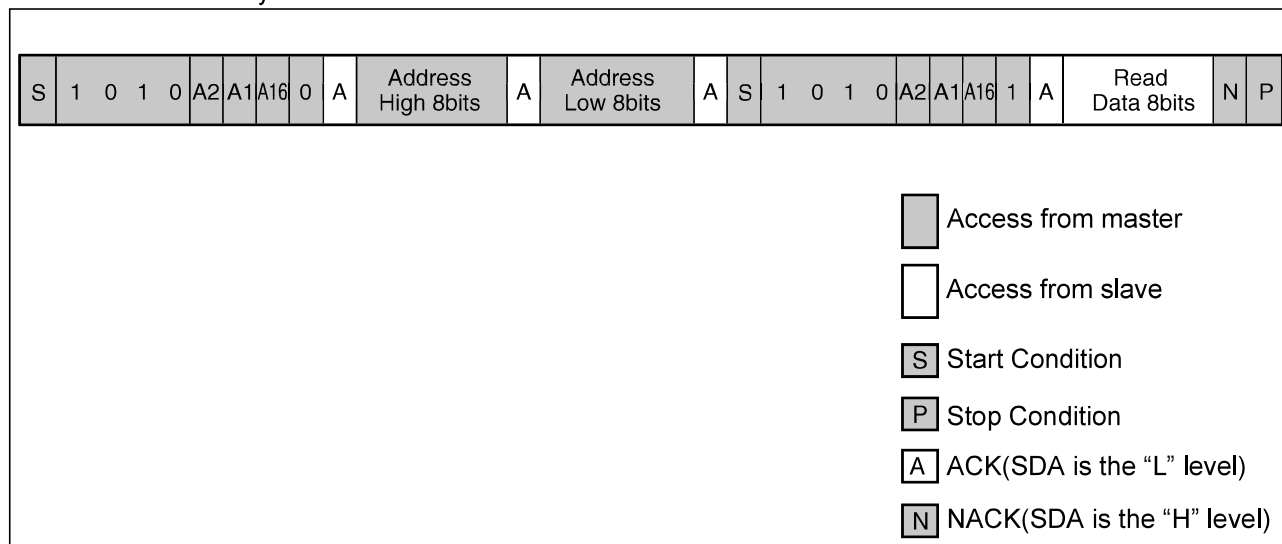 S 1 0 1 0 A2 A1 A16 0 A Address High 8bits A Address Low 8bits A S 1 0 1 0 A2 A1 A16 1 A Read Data 8bits N P
Access from master
Access from slave
S Start Condition
P Stop Condition
A ACK(SDA is the “L” level)
N NACK(SDA is the “H” level)